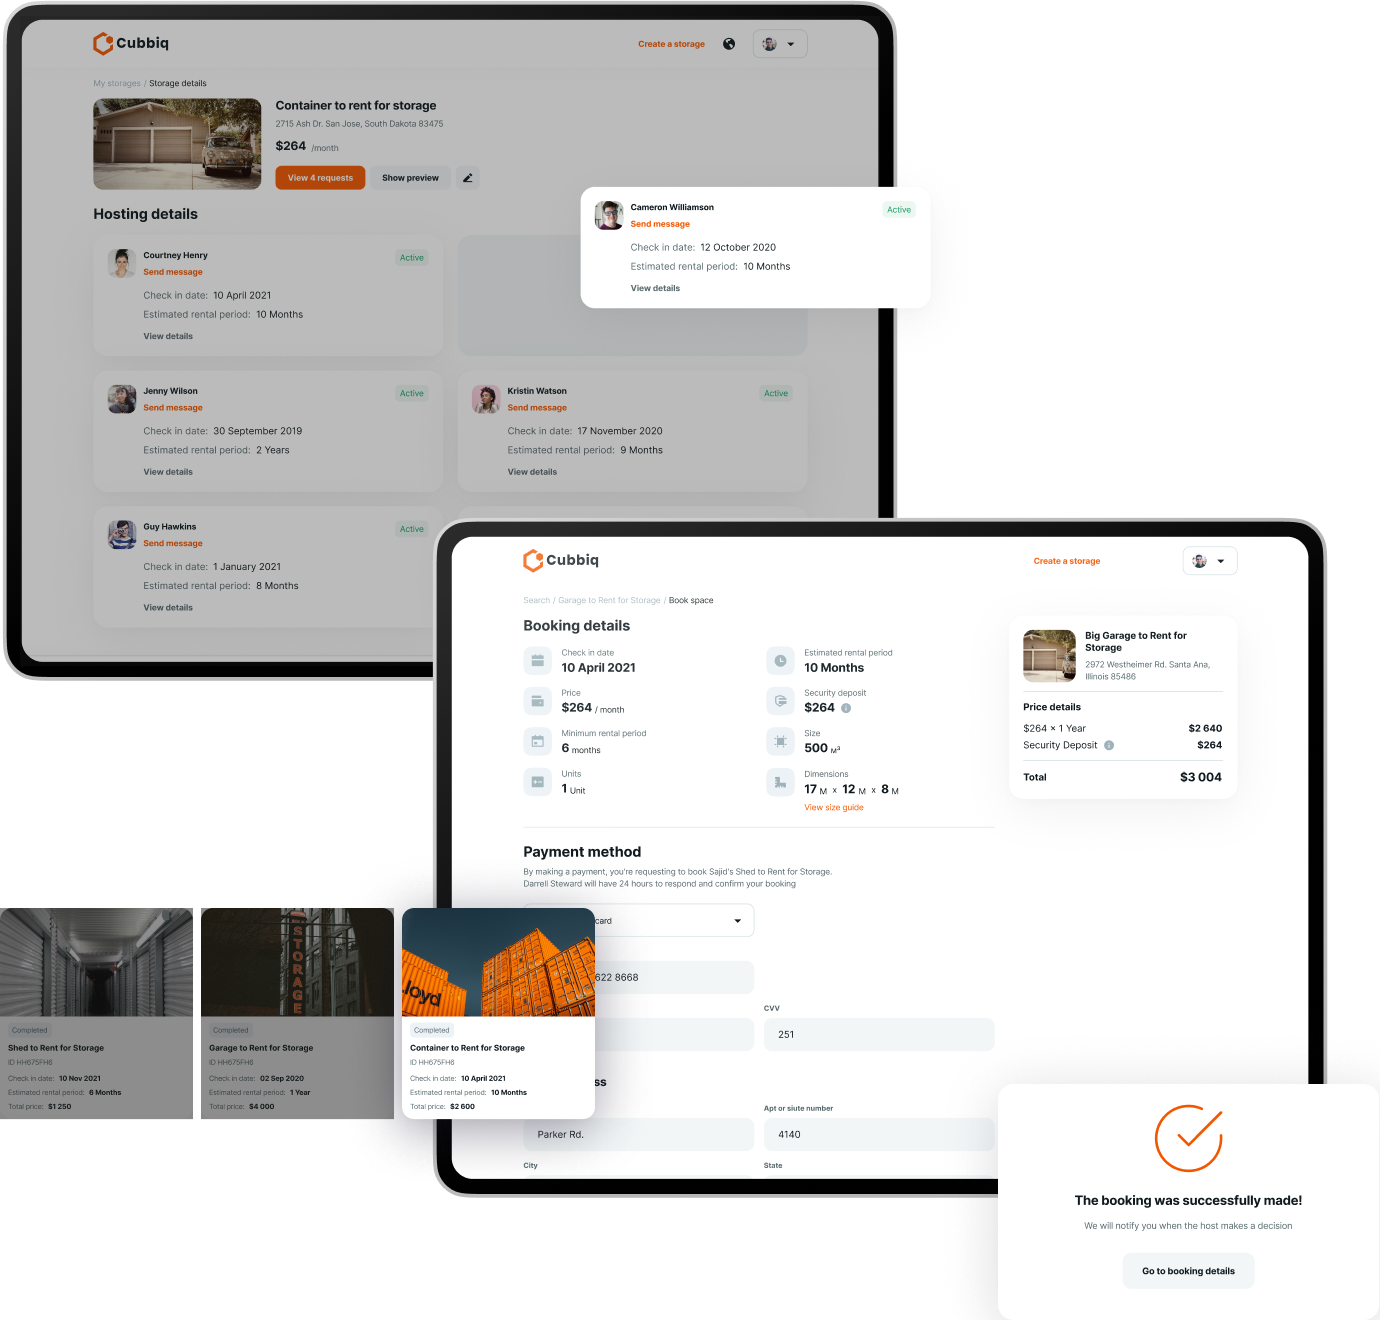 Cubbiq
Create a storage
My storages / Storage details
Container to rent for storage
2715 Ash Dr. San Jose, South Dakota 83475
$264 /month
View 4 requests
Show preview
Hosting details
Courtney Henry
Active
Send message
Check in date: 10 April 2021
Estimated rental period: 10 Months
View details
Cameron Williamson
Active
Send message
Check in date: 12 October 2020
Estimated rental period: 10 Months
View details
Jenny Wilson
Active
Send message
Check in date: 30 September 2019
Estimated rental period: 2 Years
View details
Kristin Watson
Active
Send message
Check in date: 17 November 2020
Estimated rental period: 9 Months
View details
Guy Hawkins
Active
Send message
Check in date: 1 January 2021
Estimated rental period: 8 Months
View details
Cubbiq
Create a storage
Search / Garage to Rent for Storage / Book space
Booking details
Check in date
10 April 2021
Estimated rental period
10 Months
Price
$264 / month
Security deposit
$264
Minimum rental period
6 months
Size
500 M³
Units
1 Unit
Dimensions
17 M x 12 M x 8 M
View size guide
Big Garage to Rent for
Storage
2972 Westheimer Rd. Santa Ana,
Illinois 85486
Price details
$264 × 1 Year $2 640
Security Deposit $264
Total $3 004
Payment method
By making a payment, you're requesting to book Sajid's Shed to Rent for Storage.
Darrell Steward will have 24 hours to respond and confirm your booking
card
622 8668
CVV
251
ss
Apt or siute number
Parker Rd.
4140
City
State
STORAGE
Completed
Shed to Rent for Storage
ID HH675FH6
Check in date: 10 Nov 2021
Estimated rental period: 6 Months
Total price: $1 250
Completed
Garage to Rent for Storage
ID HH675FH6
Check in date: 02 Sep 2020
Estimated rental period: 1 Year
Total price: $4 000
loyd
Completed
Container to Rent for Storage
ID HH675FH6
Check in date: 10 April 2021
Estimated rental period: 10 Months
Total price: $2 600
The booking was successfully made!
We will notify you when the host makes a decision
Go to booking details